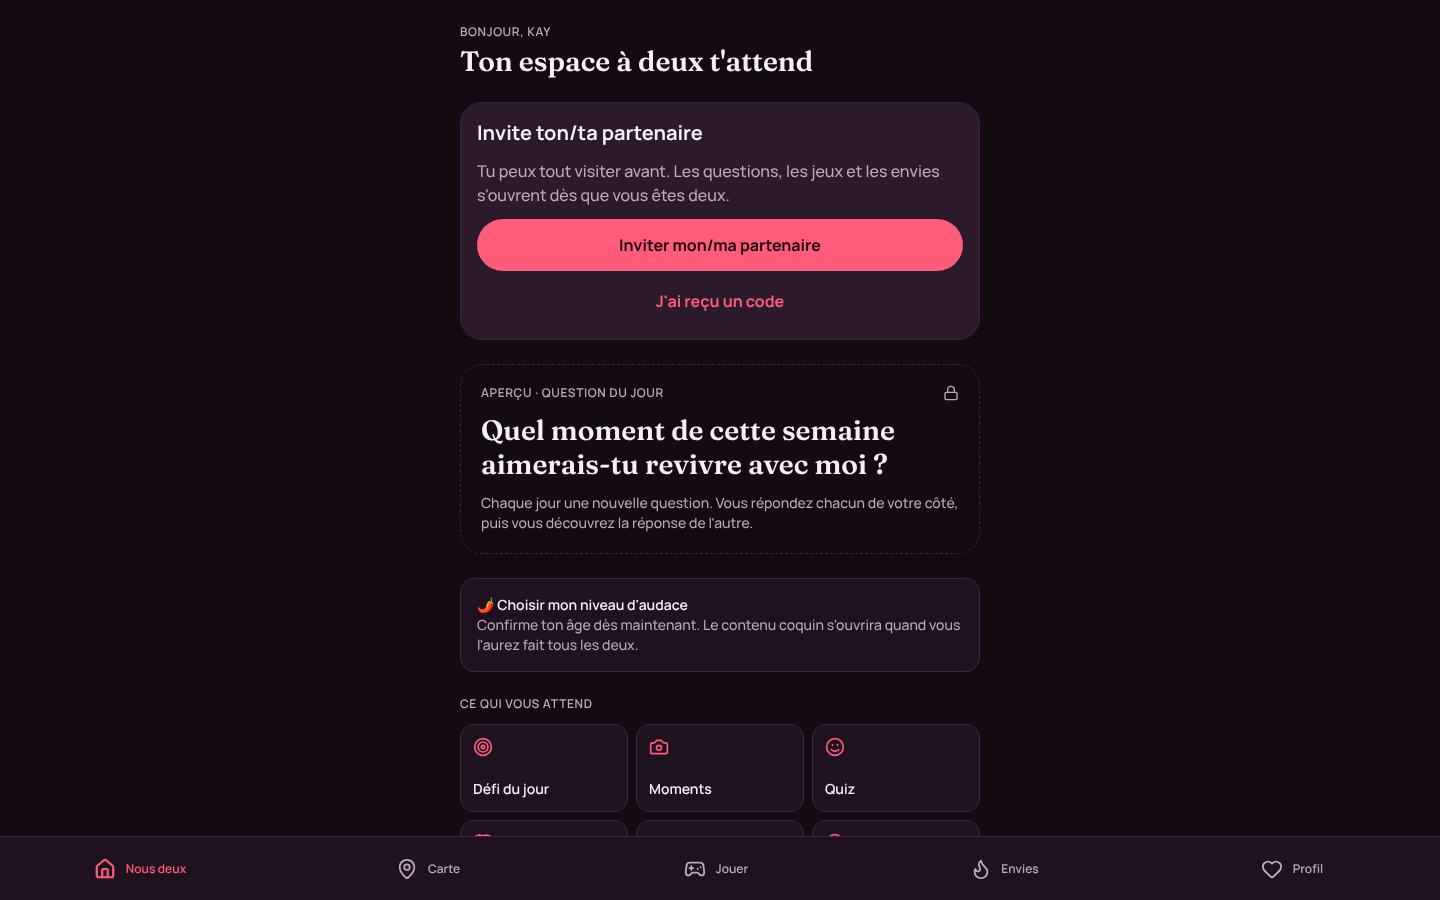 BONJOUR, KAY
Ton espace à deux t'attend
Invite ton/ta partenaire
Tu peux tout visiter avant. Les questions, les jeux et les envies
s'ouvrent dès que vous êtes deux.
Inviter mon/ma partenaire
J'ai reçu un code
APERÇU · QUESTION DU JOUR
Quel moment de cette semaine
aimerais-tu revivre avec moi ?
Chaque jour une nouvelle question. Vous répondez chacun de votre côté,
puis vous découvrez la réponse de l'autre.
🌶️ Choisir mon niveau d'audace
Confirme ton âge dès maintenant. Le contenu coquin s'ouvrira quand vous
l'aurez fait tous les deux.
CE QUI VOUS ATTEND
Défi du jour
Moments
Quiz
Nous deux
Carte
Jouer
Envies
Profil